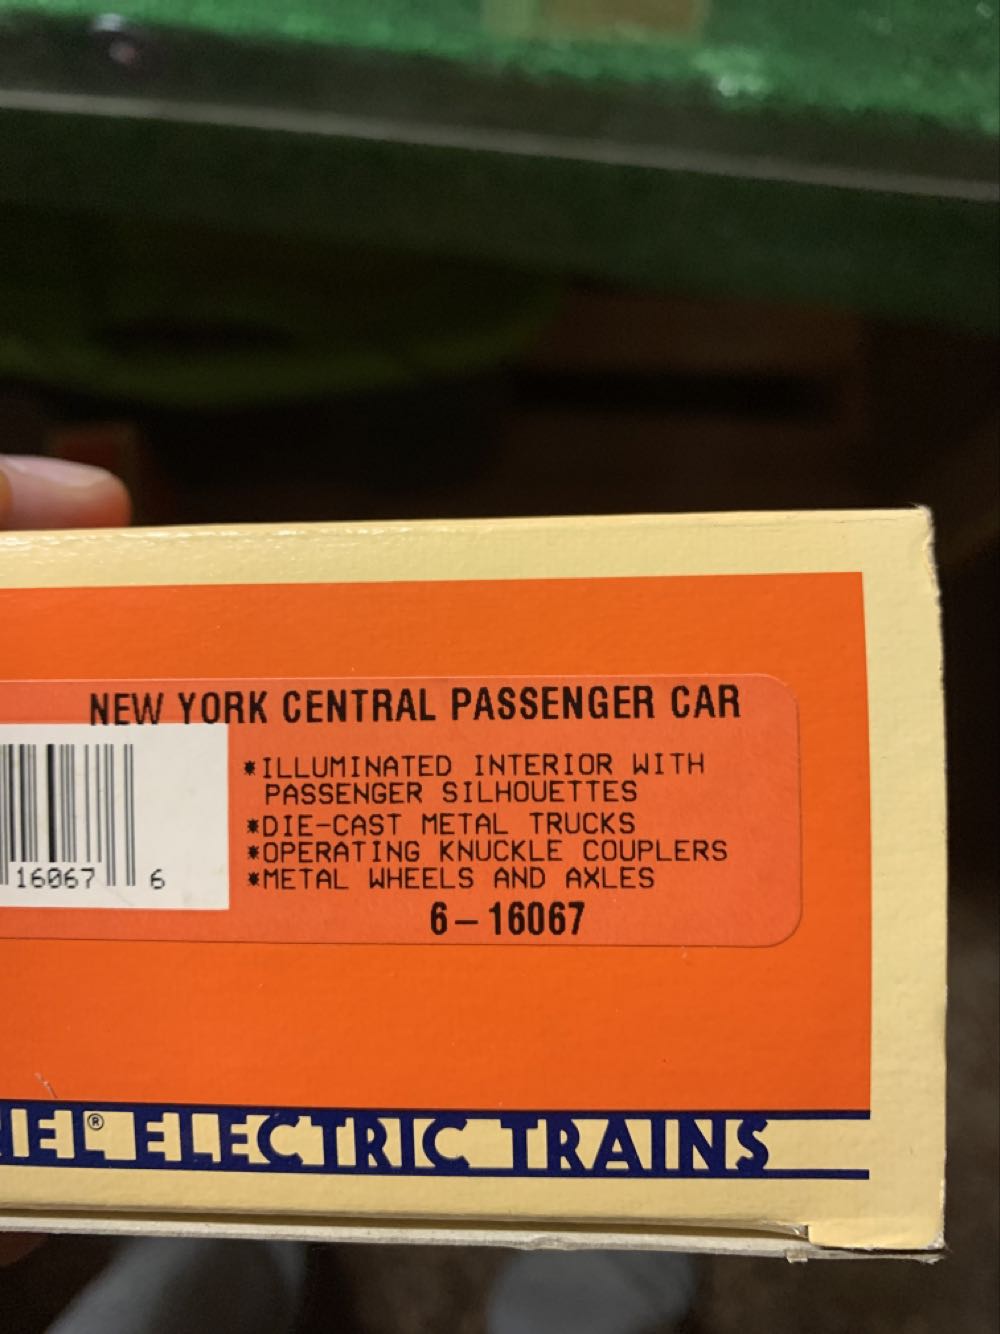 NEW YORK CENTRAL PASSENGER CAR
*ILLUMINATED INTERIOR WITH
PASSENGER SILHOUETTES
*DIE-CAST METAL TRUCKS
*OPERATING KNUCKLE COUPLERS
*METAL WHEELS AND AXLES
16067 6
6-16067
IEL® ELECTRIC TRAINS